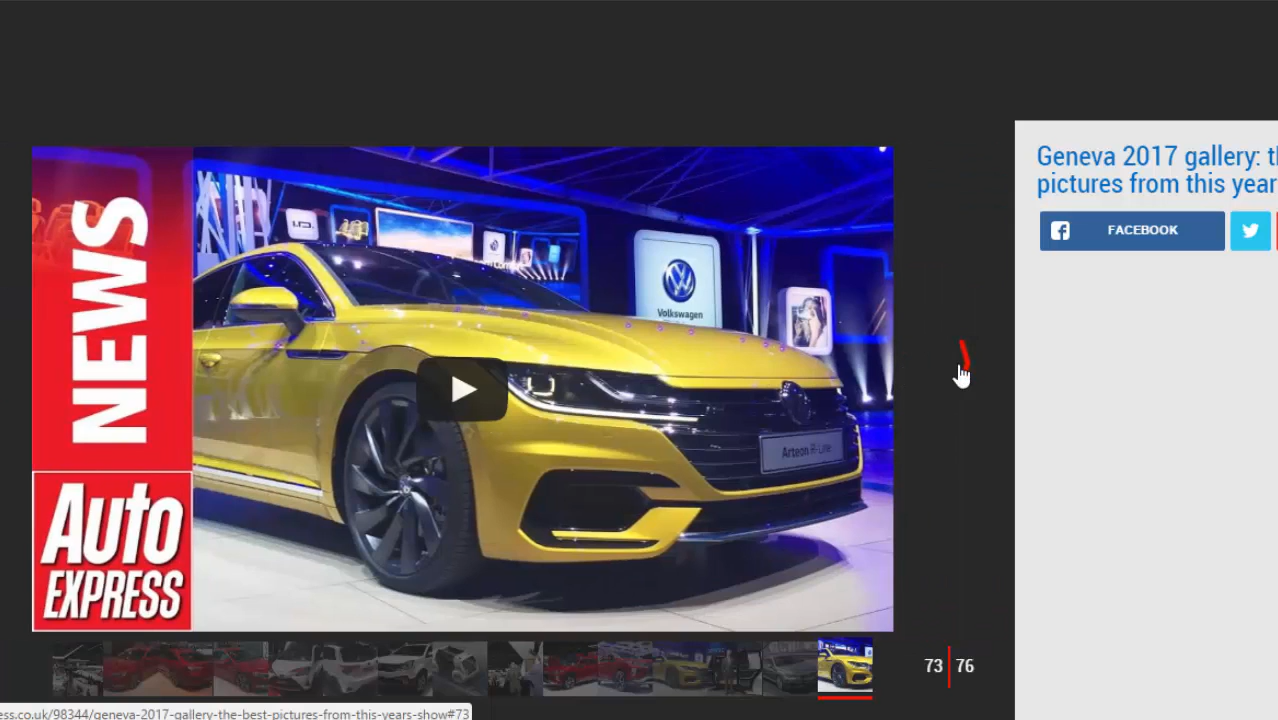 NEWS
Auto
EXPRESS
Volkswagen
Arteon R-Line
Geneva 2017 gallery: t
pictures from this year
FACEBOOK
73 76
ess.co.uk/98344/geneva-2017-gallery-the-best-pictures-from-this-years-show#73